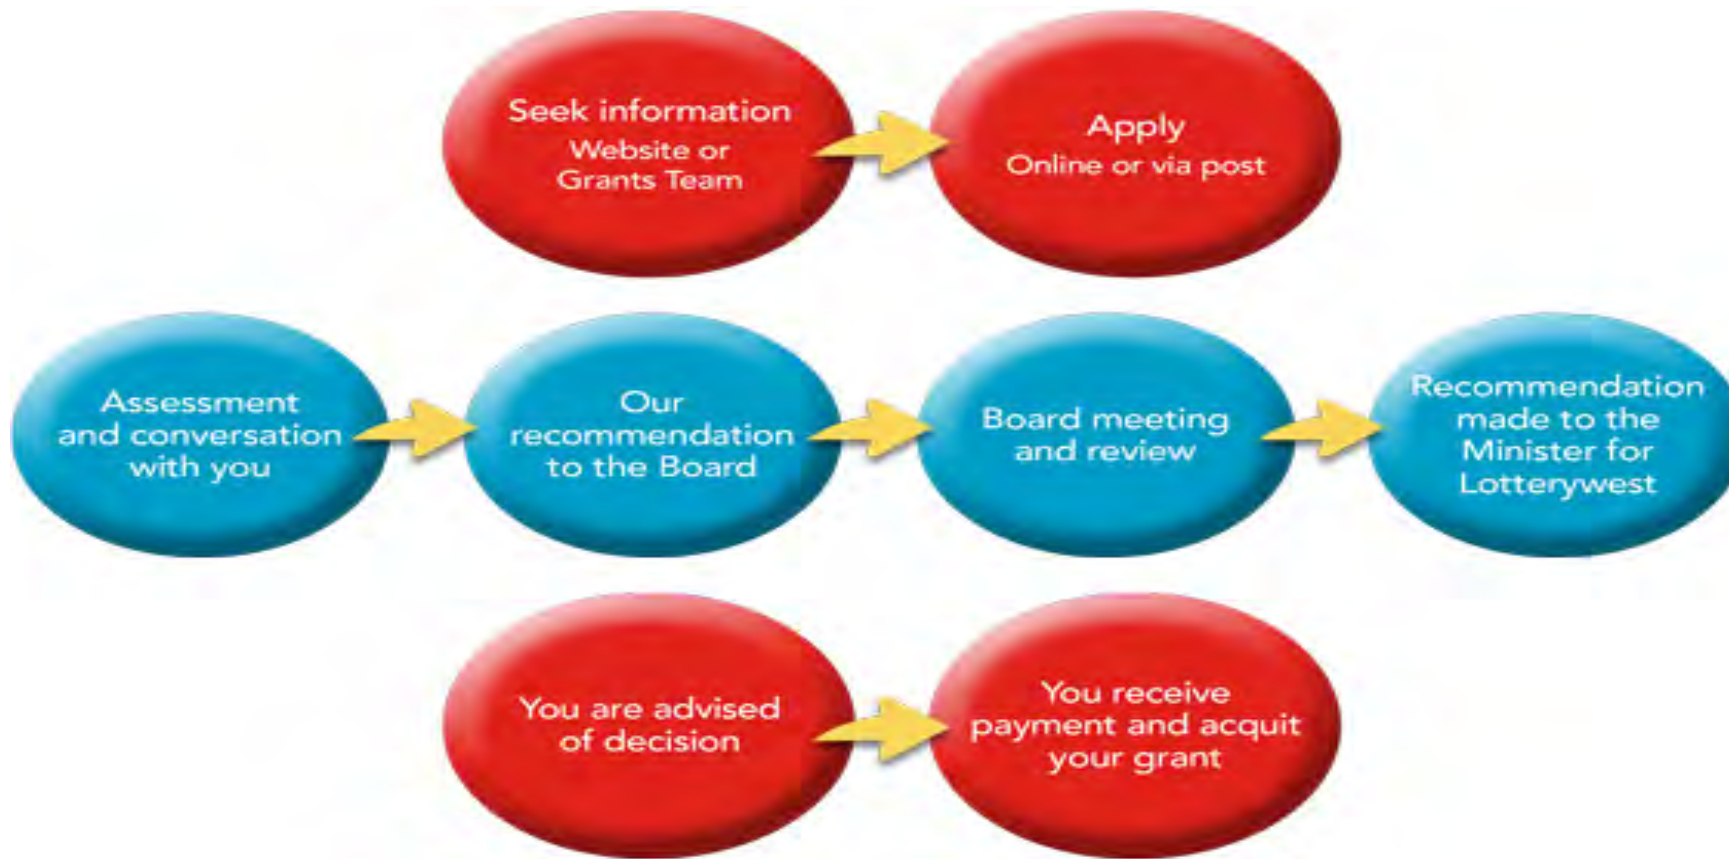 Seek information
Website or
Grants Team
Apply
Online or via post
Assessment
and conversation
with you
Our
recommendation
to the Board
Board meeting
and review
Recommendation
made to the
Minister for
Lotterywest
You are advised
of decision
You receive
payment and acquit
your grant